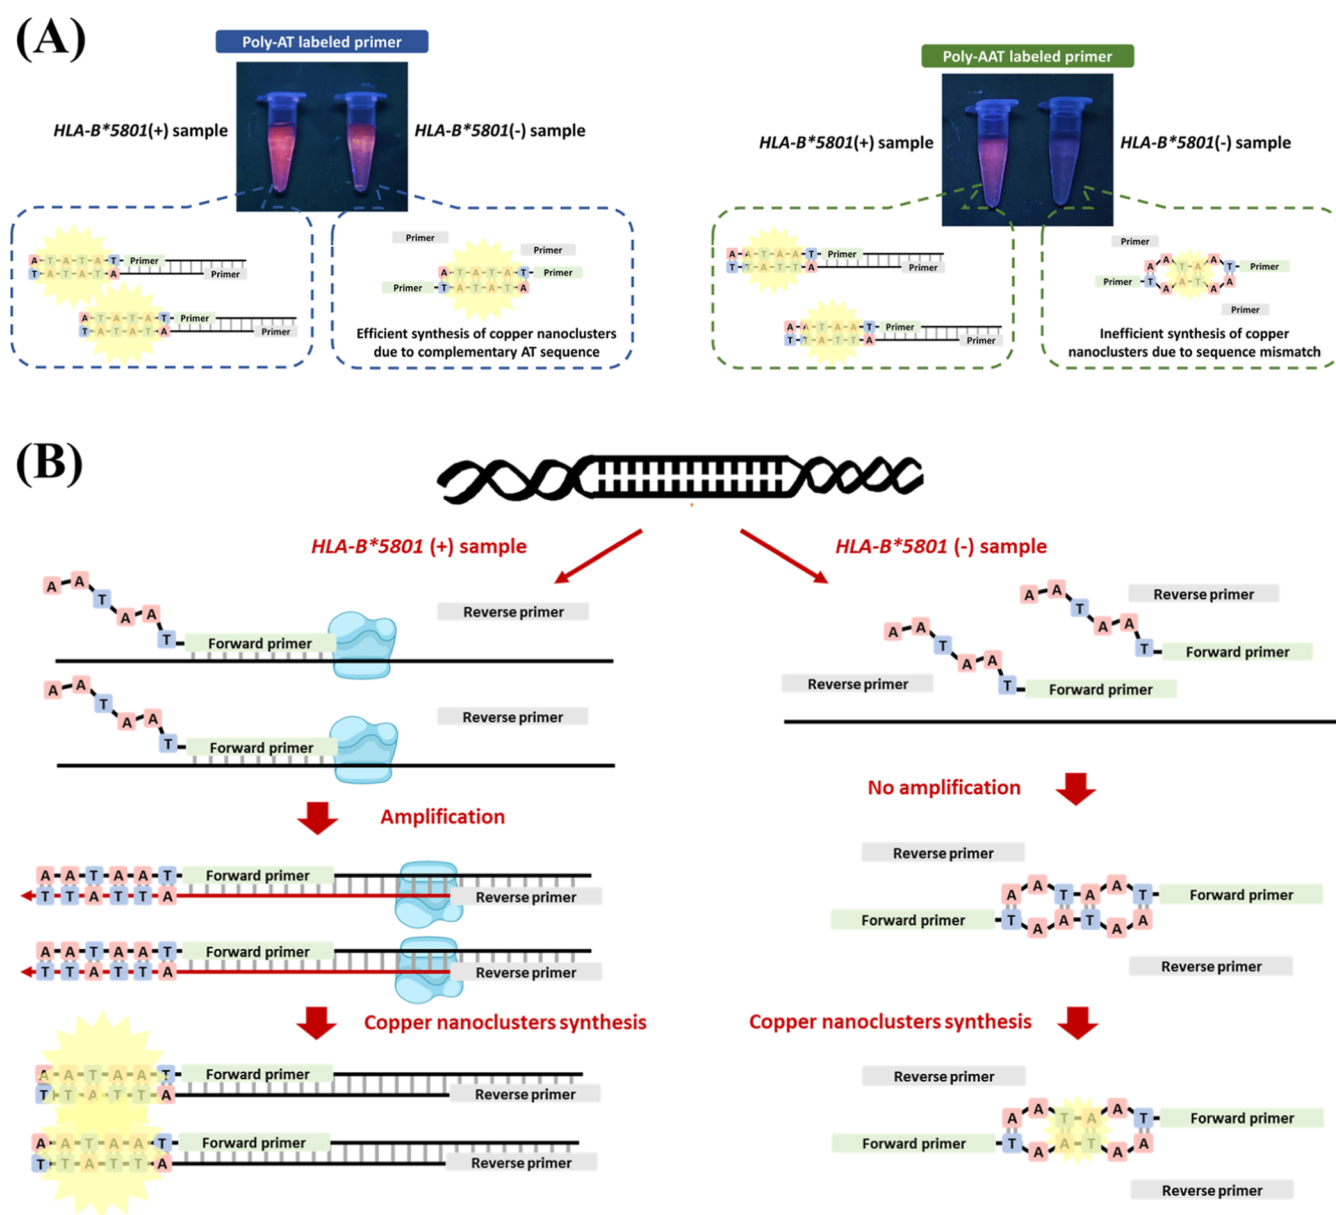 (A)
Poly-AT labeled primer
Poly-AAT labeled primer
HLA-B*5801(+) sample
HLA-B*5801(-) sample
HLA-B*5801(+) sample
HLA-B*5801(-) sample
Primer
Primer
A T A T A T Primer
T A T A T A Primer
A T A T A T Primer
Primer T A T A T A
A T A T A T Primer
T A T A T A Primer
Efficient synthesis of copper nanoclusters
due to complementary AT sequence
Primer
A A T A A T Primer
T T A T T A Primer
A A T A A T Primer
Primer T A A T A A
Primer
A A T A A T Primer
T T A T T A Primer
Inefficient synthesis of copper
nanoclusters due to sequence mismatch
(B)
HLA-B*5801 (+) sample
HLA-B*5801 (-) sample
A A T A A T Forward primer
Reverse primer
A A T A A T Forward primer
Reverse primer
A A T A A T Forward primer
Reverse primer
A A T A A T Forward primer
Reverse primer
Amplification
No amplification
A A T A A T Forward primer
T T A T T A Reverse primer
A A T A A T Forward primer
T T A T T A Reverse primer
Reverse primer
A A T A A T Forward primer
Forward primer T A A T A A
Reverse primer
Copper nanoclusters synthesis
Copper nanoclusters synthesis
A A T A A T Forward primer
T T A T T A Reverse primer
A A T A A T Forward primer
T T A T T A Reverse primer
Reverse primer
A A T A A T Forward primer
Forward primer T A A T A A
Reverse primer